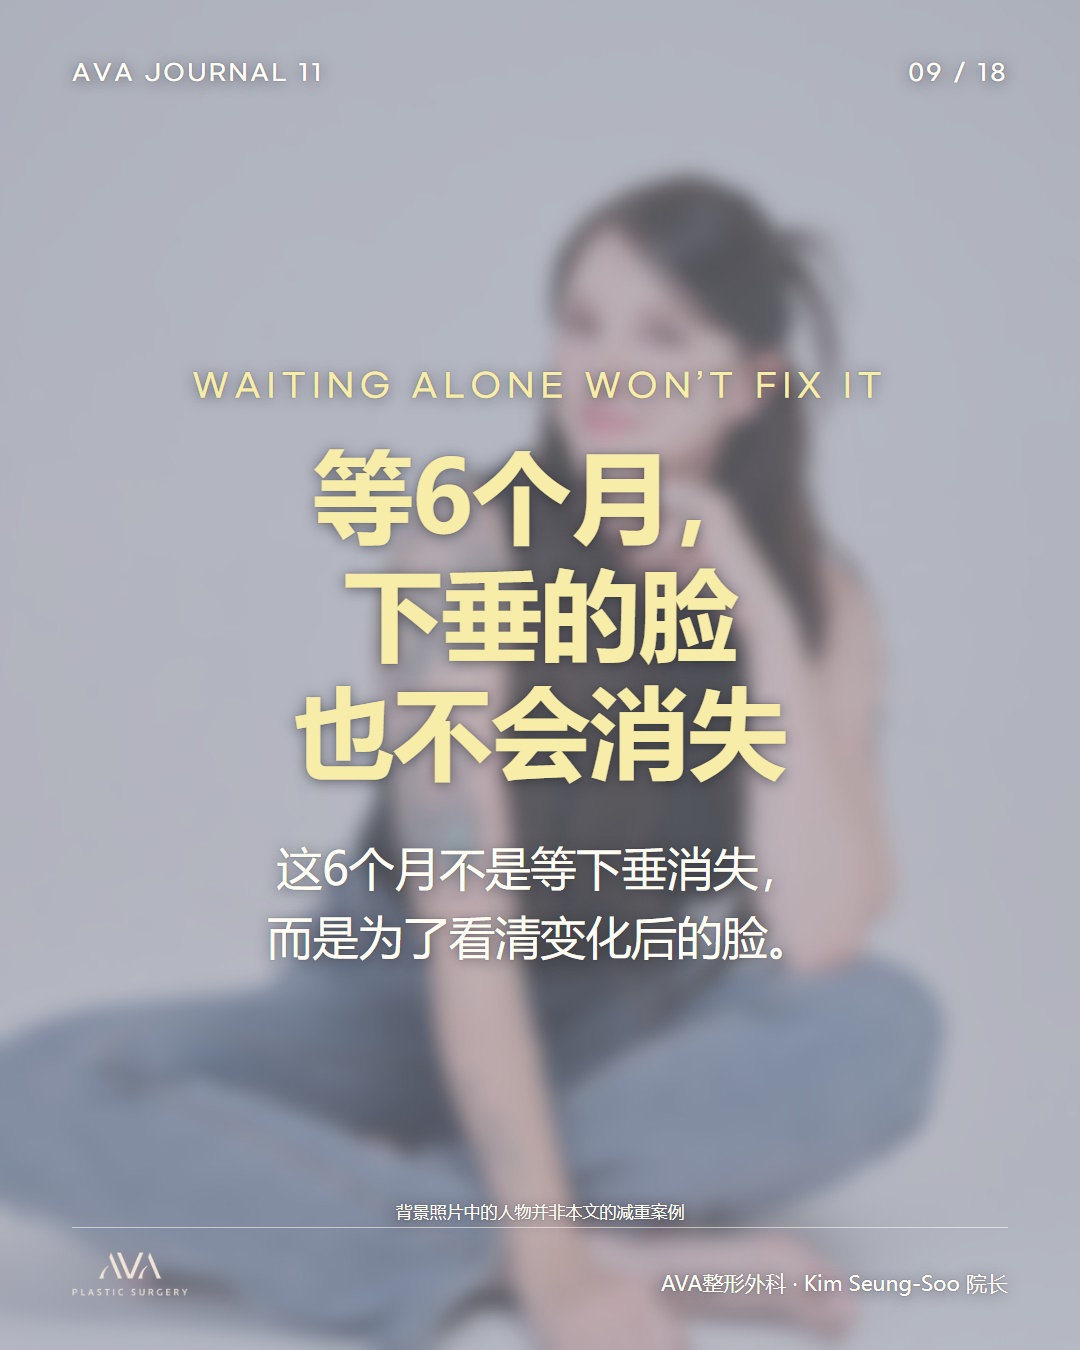 AVA JOURNAL 11
09 / 18
WAITING ALONE WON’T FIX IT
等6个月，
下垂的脸
也不会消失
这6个月不是等下垂消失，
而是为了看清变化后的脸。
背景照片中的人物并非本文的减重案例
AVA
PLASTIC SURGERY
AVA整形外科 · Kim Seung-Soo 院长